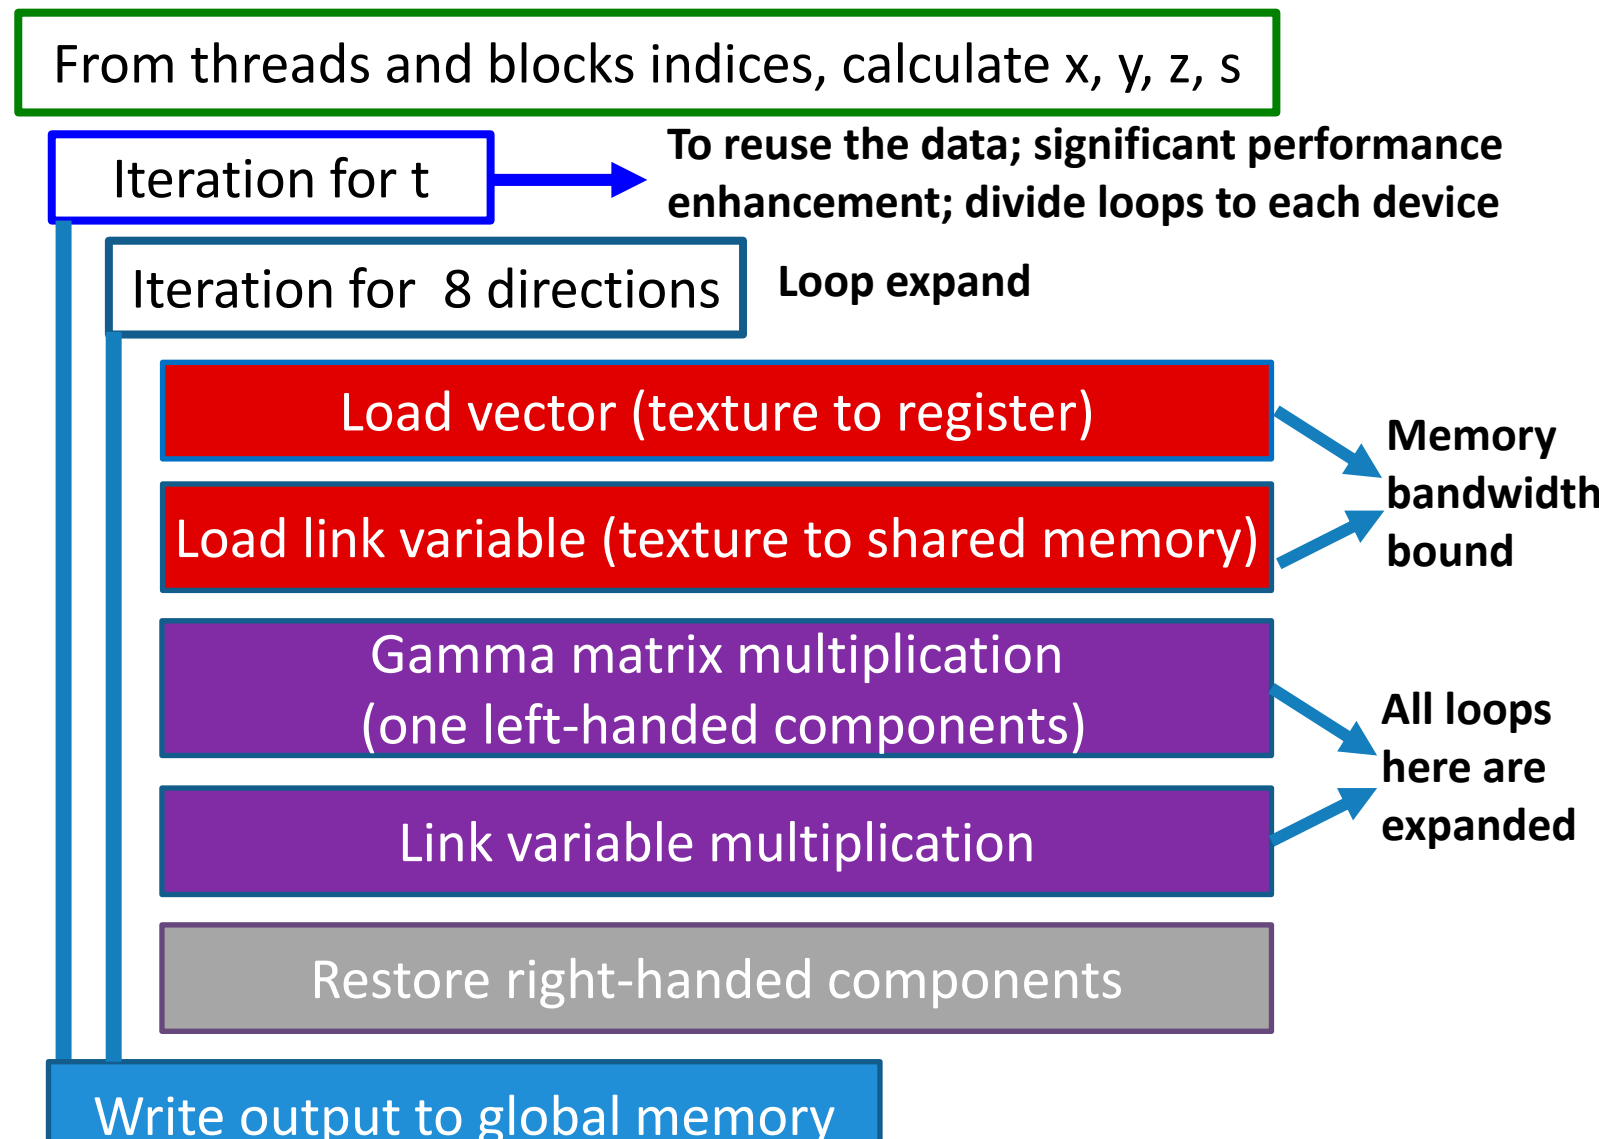 From threads and blocks indices, calculate x, y, z, s
Iteration for t
To reuse the data; significant performance
enhancement; divide loops to each device
Iteration for 8 directions
Loop expand
Load vector (texture to register)
Load link variable (texture to shared memory)
Memory
bandwidth
bound
Gamma matrix multiplication
(one left-handed components)
Link variable multiplication
All loops
here are
expanded
Restore right-handed components
Write output to global memory